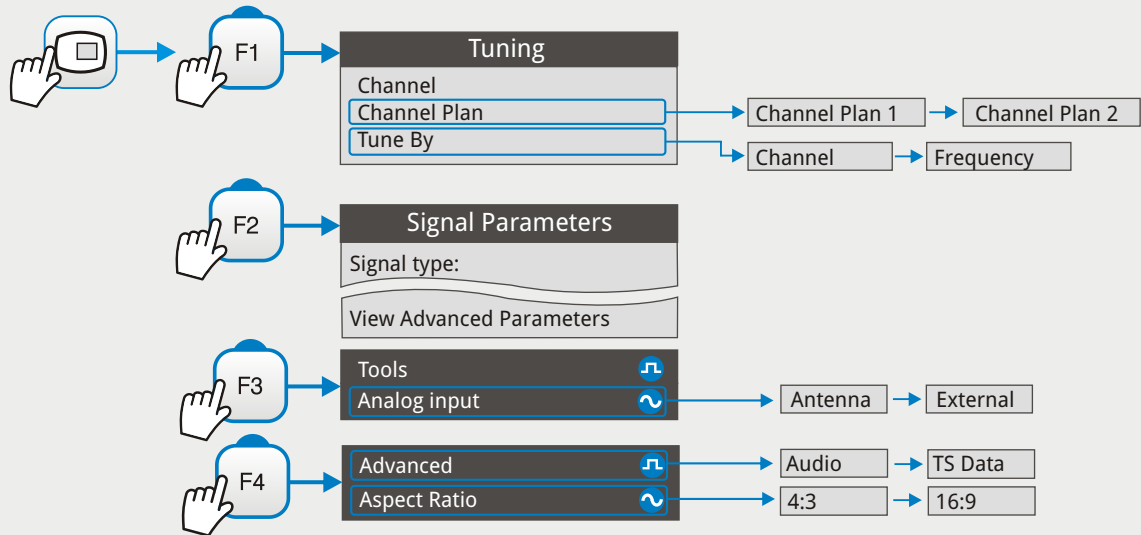 F1
Tuning
Channel
Channel Plan
Channel Plan 1
Channel Plan 2
Tune By
Channel
Frequency
F2
Signal Parameters
Signal type:
View Advanced Parameters
F3
Tools
Analog input
Antenna
External
F4
Advanced
Audio
TS Data
Aspect Ratio
4:3
16:9